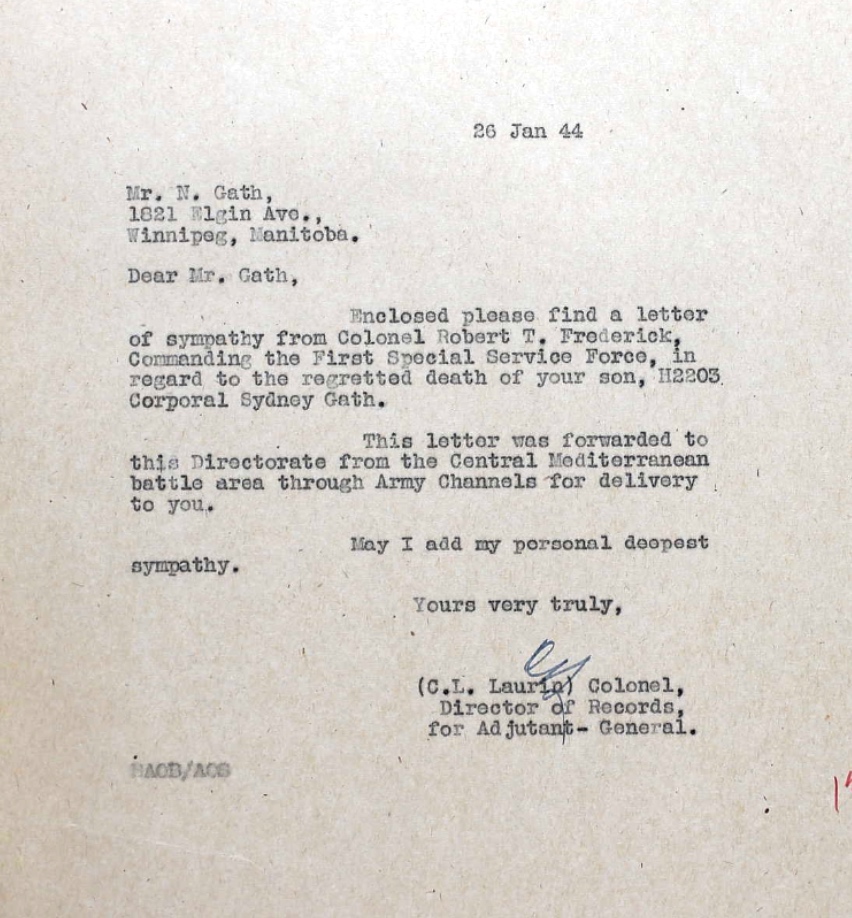 26 Jan 44
Mr. N. Gath,
1821 Elgin Ave.,
Winnipeg, Manitoba.
Dear Mr. Gath,
Enclosed please find a letter
of sympathy from Colonel Robert T. Frederick,
Commanding the First Special Service Force, in
regard to the regretted death of your son, H2203
Corporal Sydney Gath.
This letter was forwarded to
this Directorate from the Central Mediterranean
battle area through Army Channels for delivery
to you.
May I add my personal deepest
sympathy.
Yours very truly,
(C.L. Laurin) Colonel,
Director of Records,
for Adjutant- General.